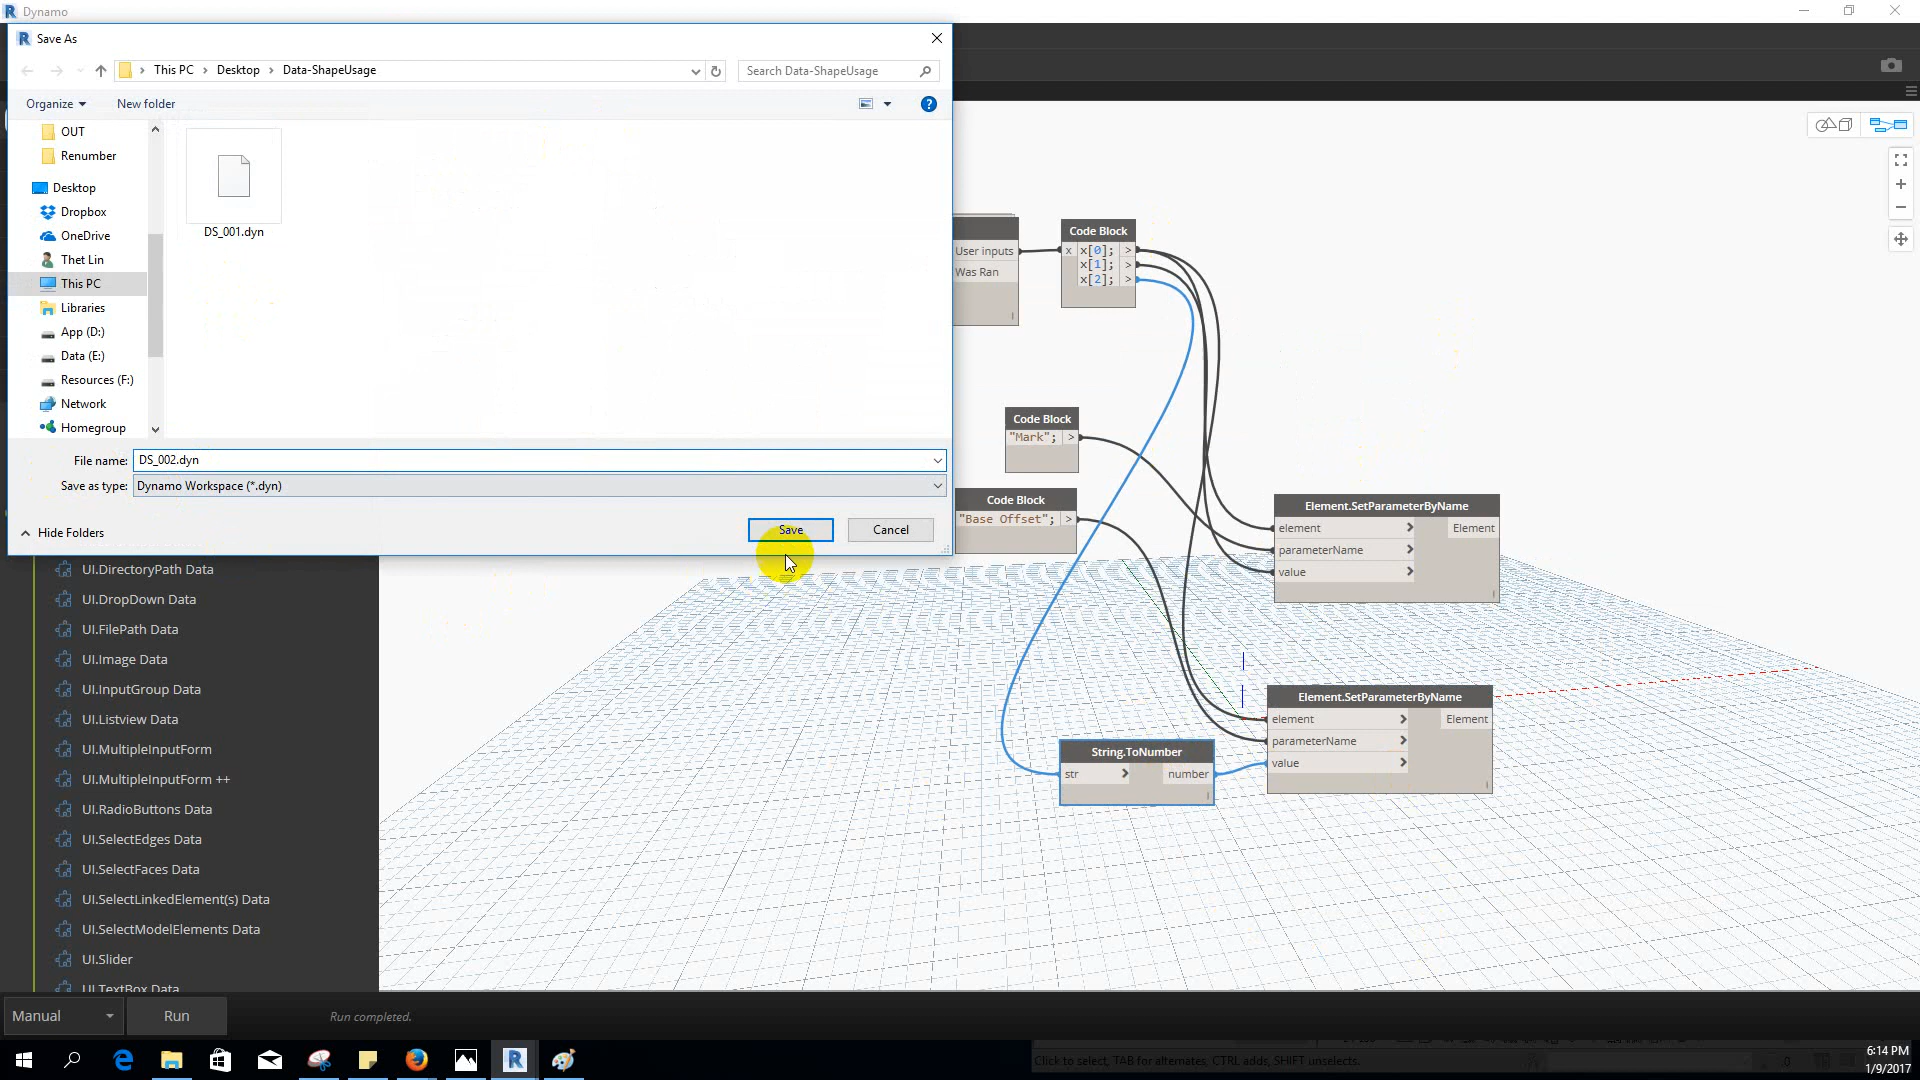 Dynamo
Save As
This PC
Desktop
Data-ShapeUsage
Search Data-ShapeUsage
Organize
New folder
OUT
Renumber
Desktop
Dropbox
OneDrive
Thet Lin
This PC
Libraries
App (D:)
Data (E:)
Resources (F:)
Network
Homegroup
DS_001.dyn
File name:
DS_002.dyn
Save as type:
Dynamo Workspace (*.dyn)
Hide Folders
Save
Cancel
User inputs
Was Ran
Code Block
x
x[0]; >
x[1]; >
x[2]; >
Code Block
"Mark"; >
Code Block
"Base Offset"; >
Element.SetParameterByName
element >
Element
parameterName >
value >
Element.SetParameterByName
element >
Element
parameterName >
value >
String.ToNumber
str >
number
UI.DirectoryPath Data
UI.DropDown Data
UI.FilePath Data
UI.Image Data
UI.InputGroup Data
UI.Listview Data
UI.MultipleInputForm
UI.MultipleInputForm ++
UI.RadioButtons Data
UI.SelectEdges Data
UI.SelectFaces Data
UI.SelectLinkedElement(s) Data
UI.SelectModelElements Data
UI.Slider
UI.TextBox Data
Manual
Run
Run completed.
Click to select, TAB for alternates, CTRL adds, SHIFT unselects.
:0
6:14 PM
1/9/2017